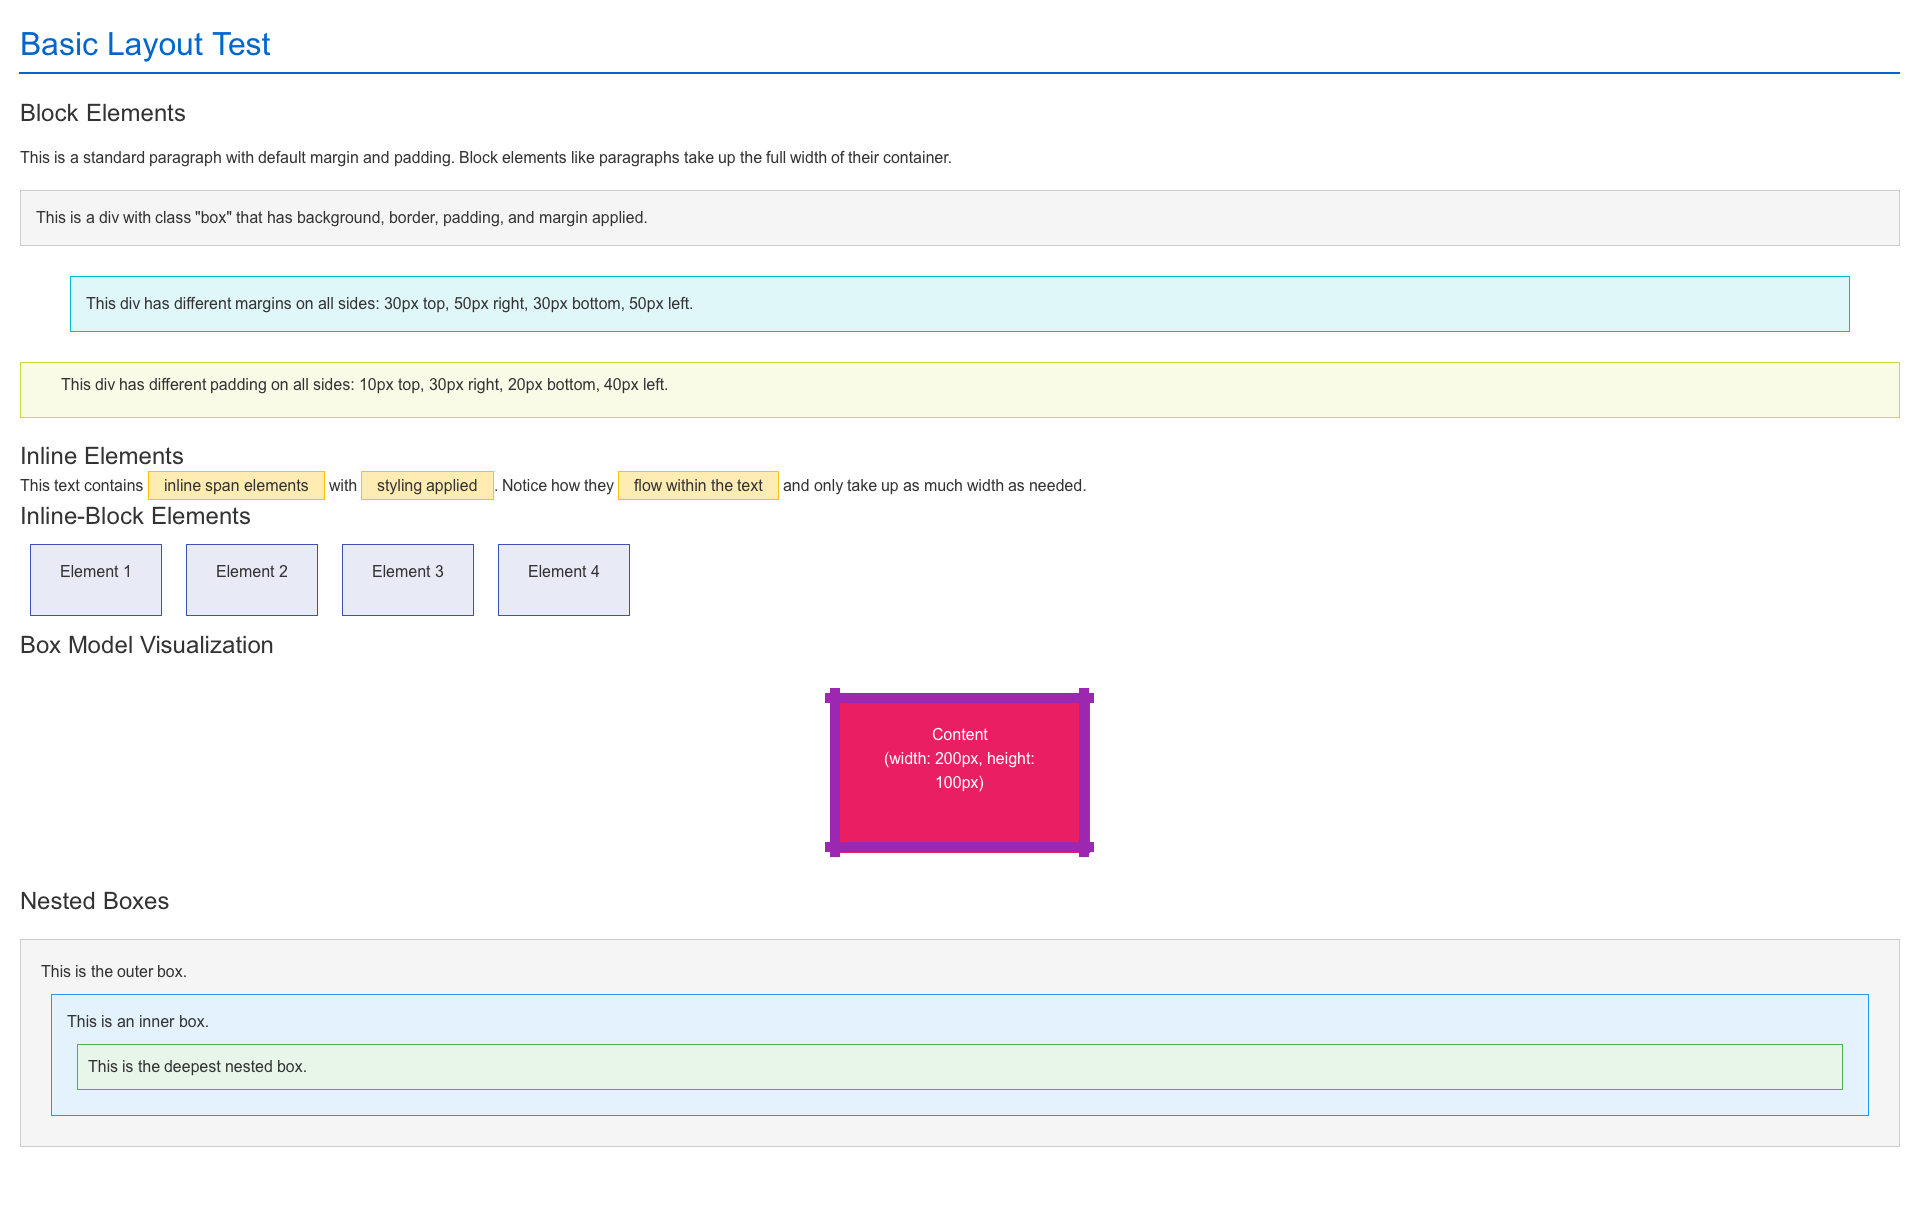 Basic Layout Test
Block Elements
This is a standard paragraph with default margin and padding. Block elements like paragraphs take up the full width of their container.
This is a div with class "box" that has background, border, padding, and margin applied.
This div has different margins on all sides: 30px top, 50px right, 30px bottom, 50px left.
This div has different padding on all sides: 10px top, 30px right, 20px bottom, 40px left.
Inline Elements
This text contains inline span elements with styling applied. Notice how they flow within the text and only take up as much width as needed.
Inline-Block Elements
Element 1 Element 2 Element 3 Element 4
Box Model Visualization
Content
(width: 200px, height:
100px)
Nested Boxes
This is the outer box.
This is an inner box.
This is the deepest nested box.